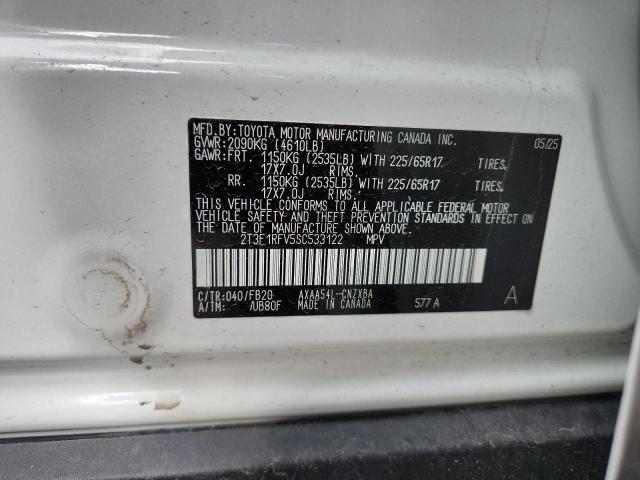 MFD.BY:TOYOTA MOTOR MANUFACTURING CANADA INC. 05/25
GVWR: 2090KG (4610LB)
GAWR: FRT. 1150KG (2535LB) WITH 225/65R17 TIRES,
17X7.0J RIMS,
RR. 1150KG (2535LB) WITH 225/65R17 TIRES,
17X7.0J RIMS.
THIS VEHICLE CONFORMS TO ALL APPLICABLE FEDERAL MOTOR
VEHICLE SAFETY AND THEFT PREVENTION STANDARDS IN EFFECT ON
THE DATE OF MANUFACTURE SHOWN ABOVE.
2T3F1RFV5SC533122 MPV
C/TR:040/FB20 AXAA54L-CNZXBA
A/TM: /UB80F MADE IN CANADA 577 A A